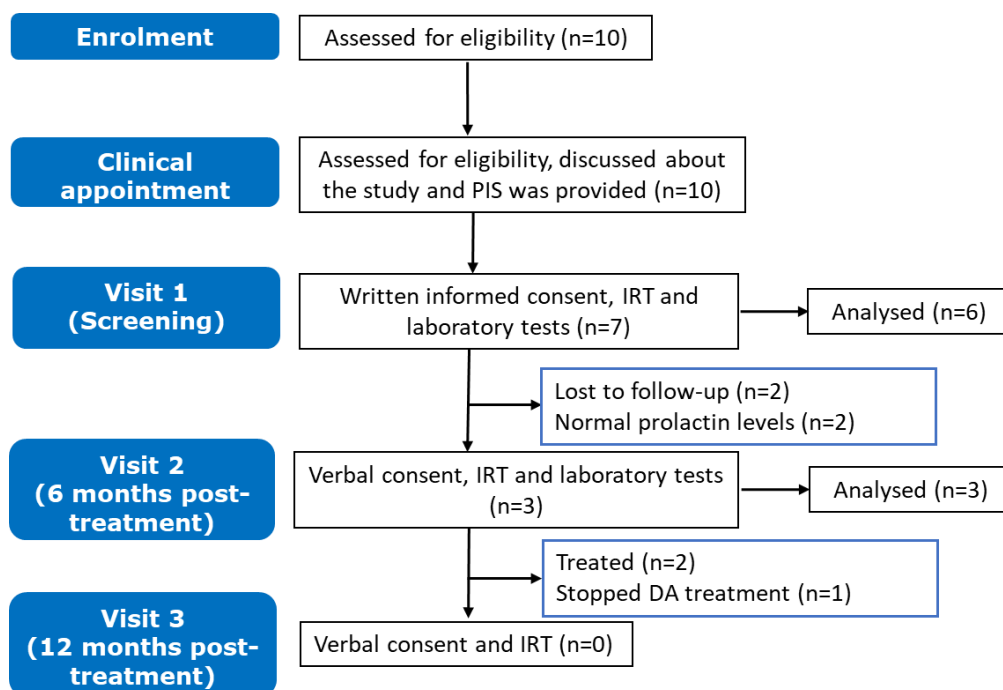 Enrolment
Assessed for eligibility (n=10)
Clinical
appointment
Assessed for eligibility, discussed about
the study and PIS was provided (n=10)
Visit 1
(Screening)
Written informed consent, IRT and
laboratory tests (n=7)
Analysed (n=6)
Lost to follow-up (n=2)
Normal prolactin levels (n=2)
Visit 2
(6 months post-
treatment)
Verbal consent, IRT and laboratory tests
(n=3)
Analysed (n=3)
Treated (n=2)
Stopped DA treatment (n=1)
Visit 3
(12 months post-
treatment)
Verbal consent and IRT (n=0)